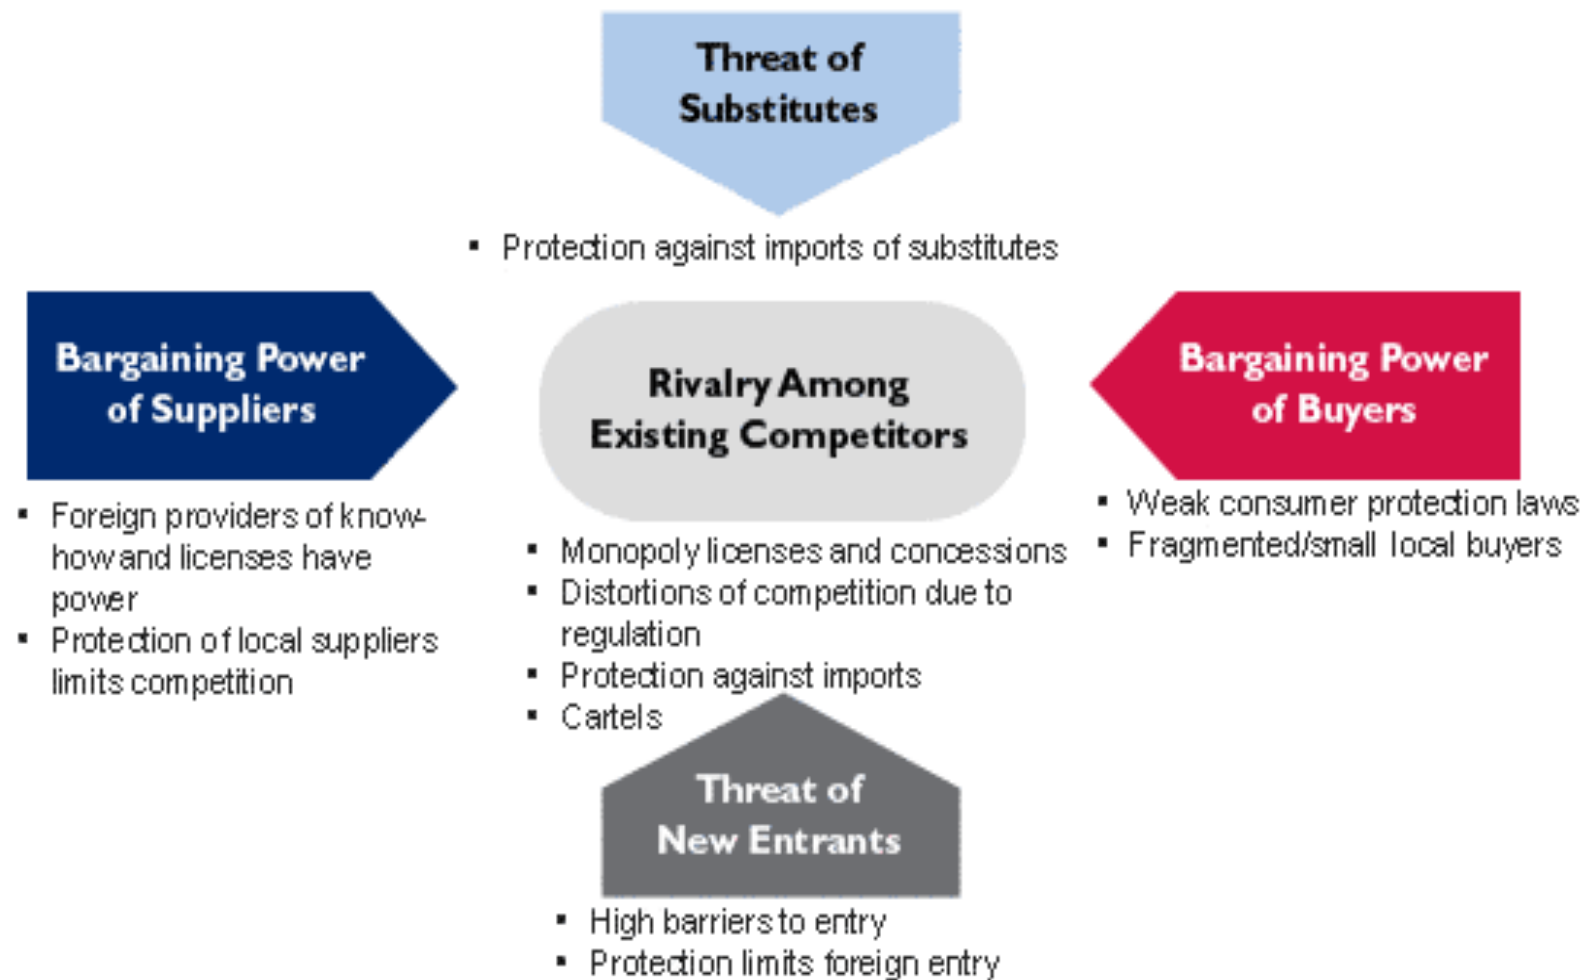 Threat of
Substitutes
▪ Protection against imports of substitutes
Bargaining Power
of Suppliers
▪ Foreign providers of know-
how and licenses have
power
▪ Protection of local suppliers
limits competition
Rivalry Among
Existing Competitors
▪ Monopoly licenses and concessions
▪ Distortions of competition due to
regulation
▪ Protection against imports
▪ Cartels
Bargaining Power
of Buyers
▪ Weak consumer protection laws
▪ Fragmented/small local buyers
Threat of
New Entrants
▪ High barriers to entry
▪ Protection limits foreign entry